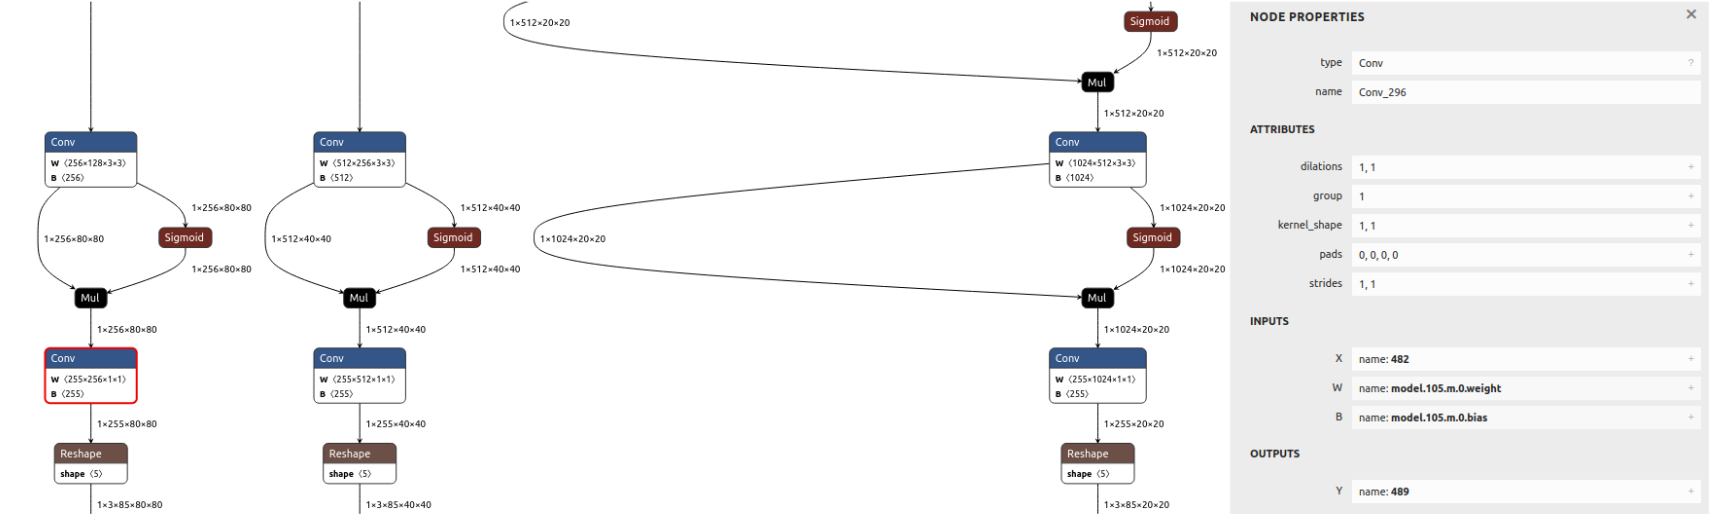 1×512×20×20
Sigmoid
1×512×20×20
Mul
1×512×20×20
Conv
W ⟨256×128×3×3⟩
B ⟨256⟩
Conv
W ⟨512×256×3×3⟩
B ⟨512⟩
Conv
W ⟨1024×512×3×3⟩
B ⟨1024⟩
1×256×80×80
1×512×40×40
1×1024×20×20
1×256×80×80
Sigmoid
1×512×40×40
Sigmoid
1×1024×20×20
Sigmoid
1×256×80×80
1×512×40×40
1×1024×20×20
Mul
Mul
Mul
1×256×80×80
1×512×40×40
1×1024×20×20
Conv
W ⟨255×256×1×1⟩
B ⟨255⟩
Conv
W ⟨255×512×1×1⟩
B ⟨255⟩
Conv
W ⟨255×1024×1×1⟩
B ⟨255⟩
1×255×80×80
1×255×40×40
1×255×20×20
Reshape
shape ⟨5⟩
Reshape
shape ⟨5⟩
Reshape
shape ⟨5⟩
1×3×85×80×80
1×3×85×40×40
1×3×85×20×20
NODE PROPERTIES ×
type Conv ?
name Conv_296
ATTRIBUTES
dilations 1, 1 +
group 1 +
kernel_shape 1, 1 +
pads 0, 0, 0, 0 +
strides 1, 1 +
INPUTS
X name: 482 +
W name: model.105.m.0.weight +
B name: model.105.m.0.bias +
OUTPUTS
Y name: 489 +